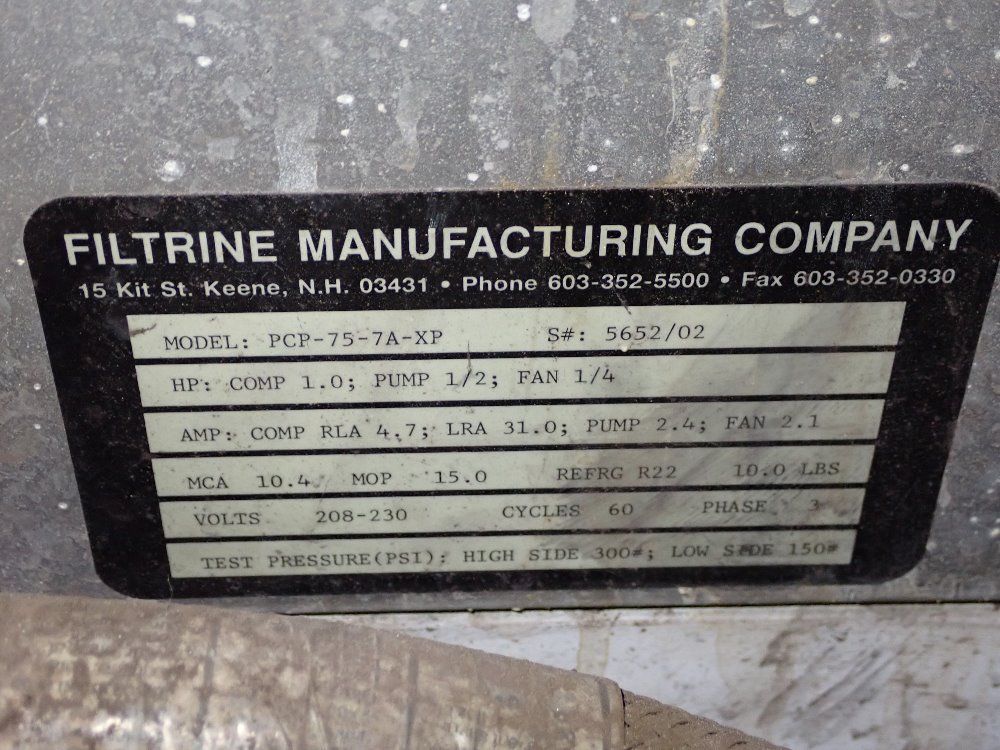 FILTRINE MANUFACTURING COMPANY
15 Kit St. Keene, N.H. 03431 • Phone 603-352-5500 • Fax 603-352-0330
MODEL: PCP-75-7A-XP S#: 5652/02
HP: COMP 1.0; PUMP 1/2; FAN 1/4
AMP: COMP RLA 4.7; LRA 31.0; PUMP 2.4; FAN 2.1
MCA 10.4 MOP 15.0 REFRG R22 10.0 LBS
VOLTS 208-230 CYCLES 60 PHASE 3
TEST PRESSURE(PSI): HIGH SIDE 300#; LOW SIDE 150#